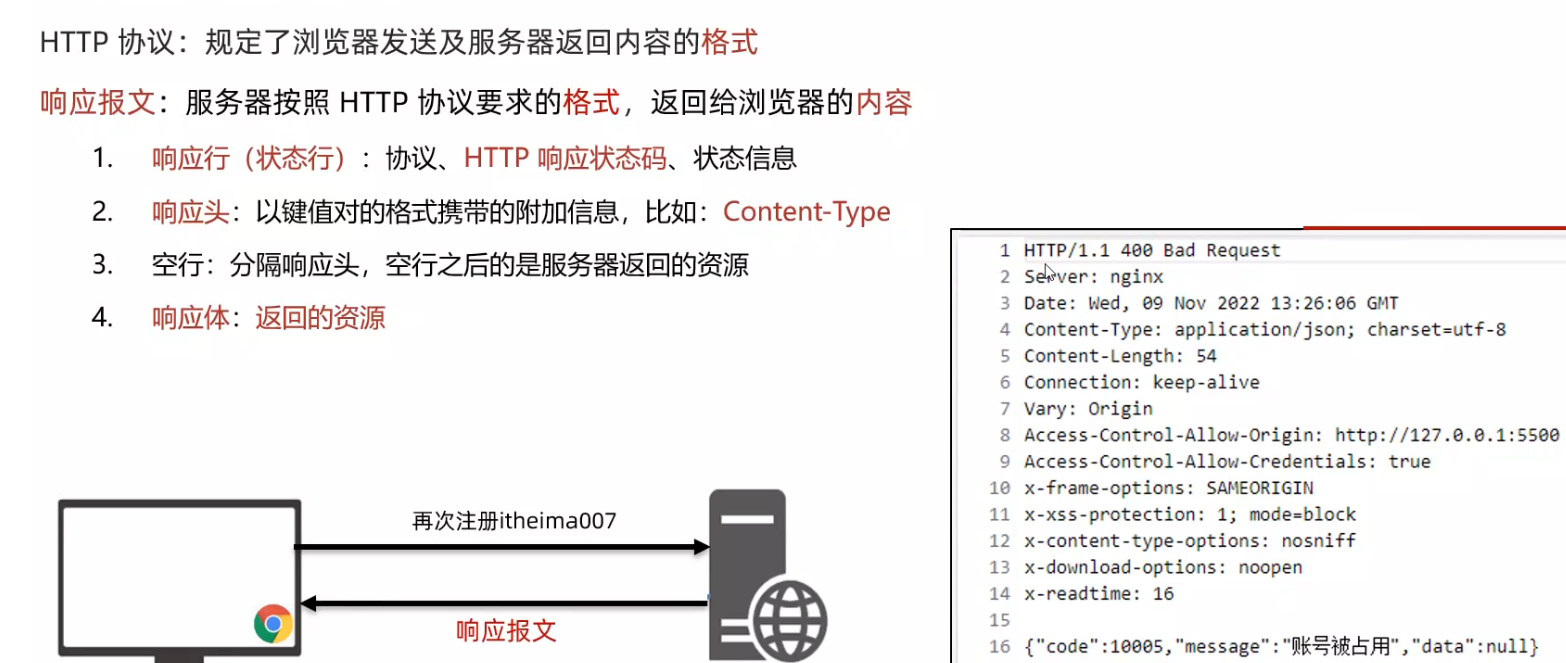 HTTP 协议：规定了浏览器发送及服务器返回内容的格式
响应报文：服务器按照 HTTP 协议要求的格式，返回给浏览器的内容
1. 响应行（状态行）：协议、HTTP 响应状态码、状态信息
2. 响应头：以键值对的格式携带的附加信息，比如：Content-Type
3. 空行：分隔响应头，空行之后的是服务器返回的资源
4. 响应体：返回的资源
再次注册itheima007
响应报文
1 HTTP/1.1 400 Bad Request
2 Server: nginx
3 Date: Wed, 09 Nov 2022 13:26:06 GMT
4 Content-Type: application/json; charset=utf-8
5 Content-Length: 54
6 Connection: keep-alive
7 Vary: Origin
8 Access-Control-Allow-Origin: http://127.0.0.1:5500
9 Access-Control-Allow-Credentials: true
10 x-frame-options: SAMEORIGIN
11 x-xss-protection: 1; mode=block
12 x-content-type-options: nosniff
13 x-download-options: noopen
14 x-readtime: 16
15
16 {"code":10005,"message":"账号被占用","data":null}